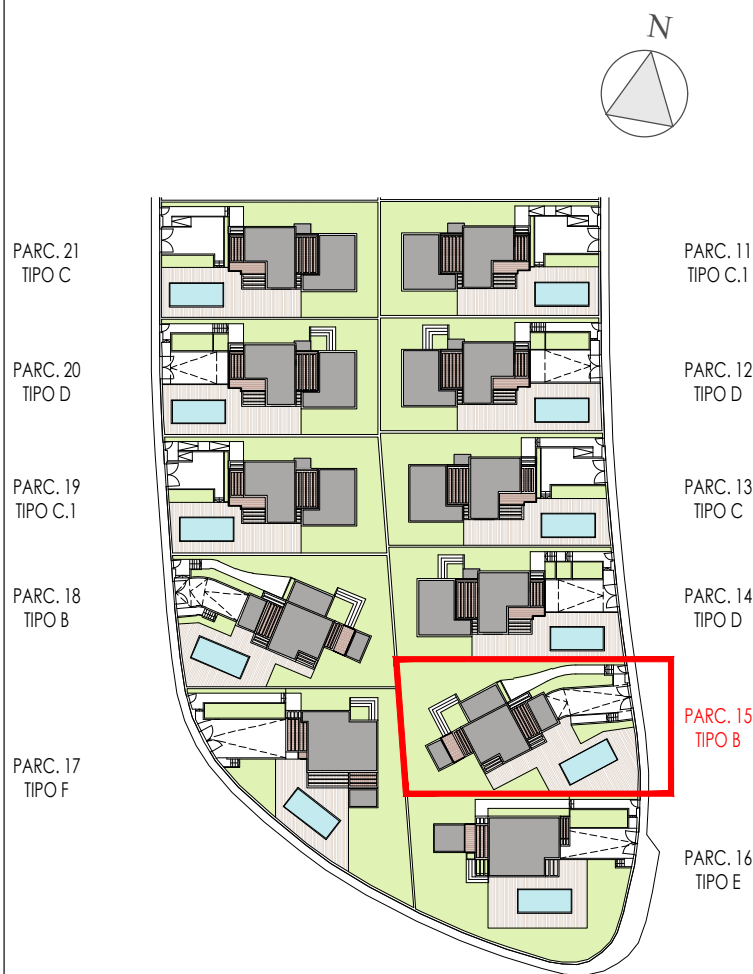 N
PARC. 21
TIPO C
PARC. 11
TIPO C.1
PARC. 20
TIPO D
PARC. 12
TIPO D
PARC. 19
TIPO C.1
PARC. 13
TIPO C
PARC. 18
TIPO B
PARC. 14
TIPO D
PARC. 15
TIPO B
PARC. 17
TIPO F
PARC. 16
TIPO E